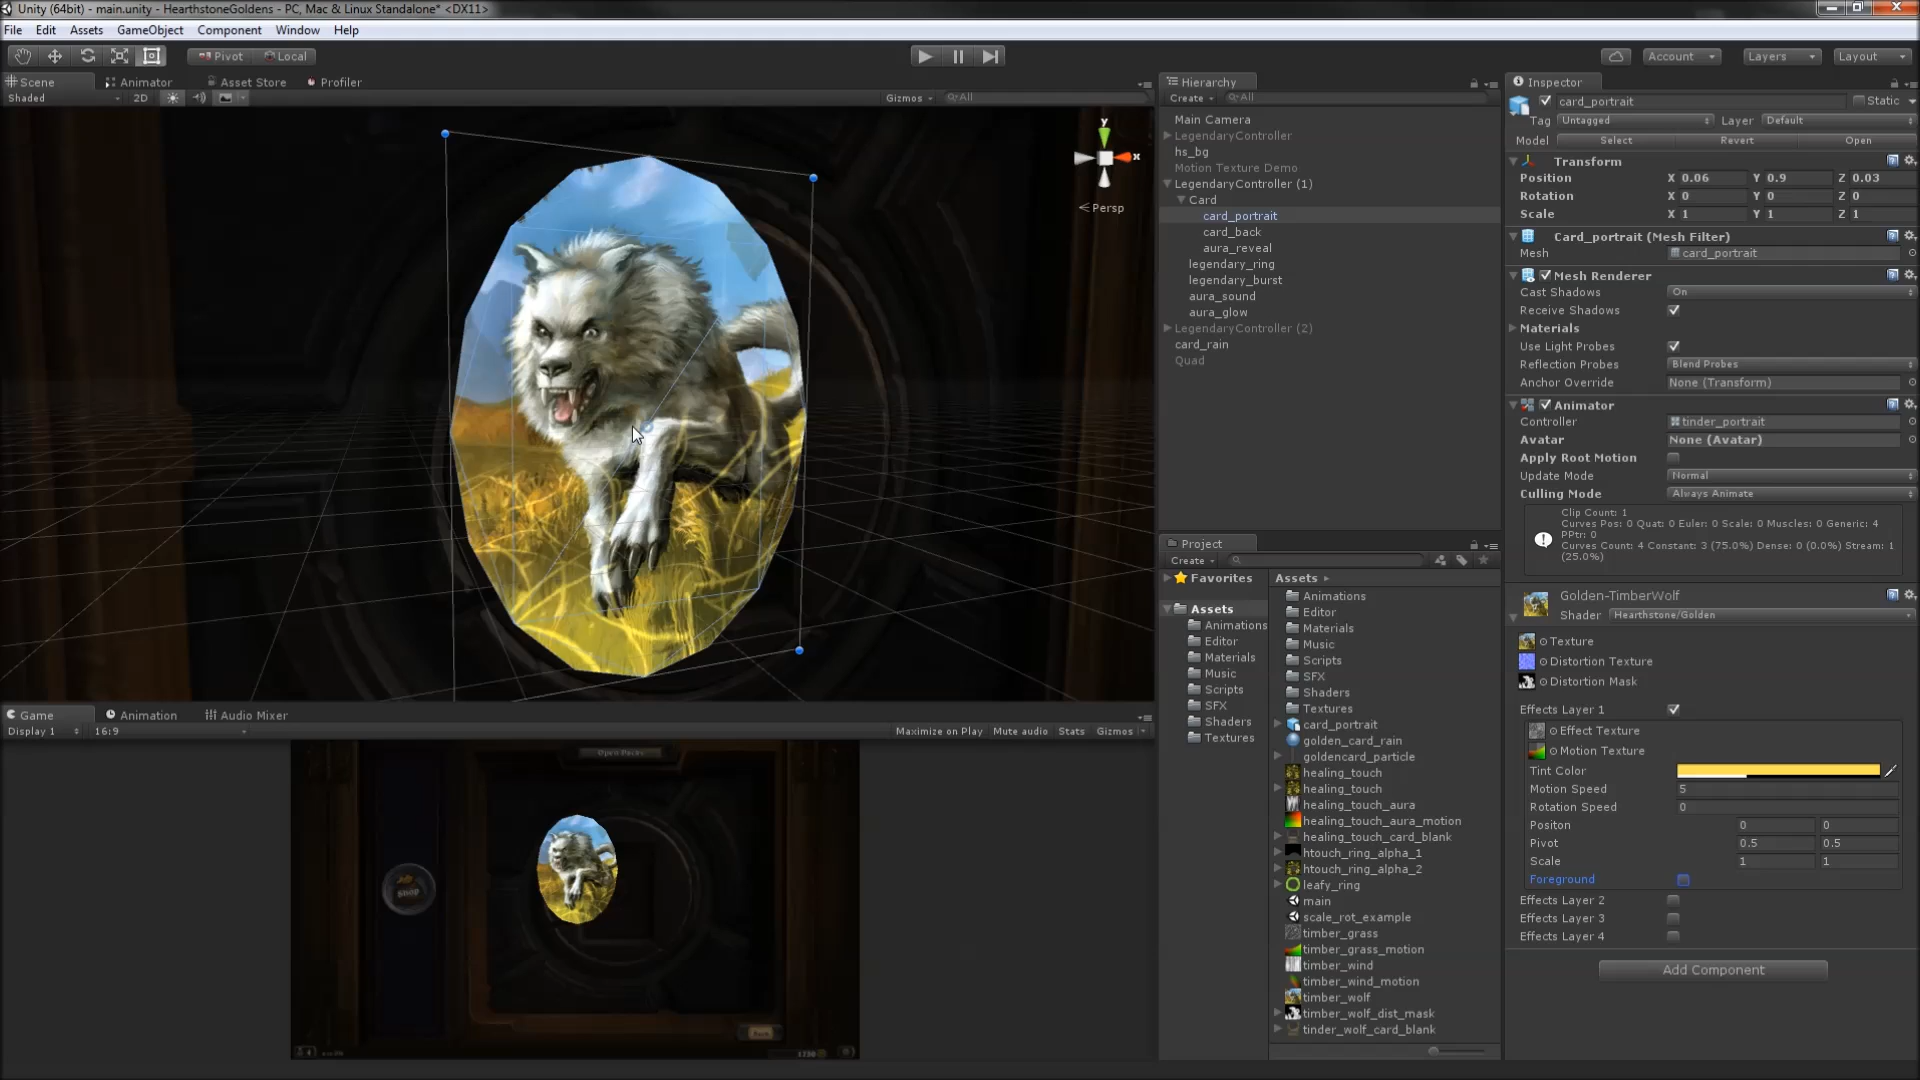 Unity (64bit) - main.unity - HearthstoneGoldens - PC, Mac & Linux Standalone* <DX11>
File Edit Assets GameObject Component Window Help
Pivot Local
Account Layers Layout
Scene Animator Asset Store Profiler
Shaded 2D Gizmos All
y
x
Persp
Hierarchy
Create All
Main Camera
LegendaryController
hs_bg
Motion Texture Demo
LegendaryController (1)
Card
card_portrait
card_back
aura_reveal
legendary_ring
legendary_burst
aura_sound
aura_glow
LegendaryController (2)
card_rain
Quad
Inspector
card_portrait Static
Tag Untagged Layer Default
Model Select Revert Open
Transform
Position X 0.06 Y 0.9 Z 0.03
Rotation X 0 Y 0 Z 0
Scale X 1 Y 1 Z 1
Card_portrait (Mesh Filter)
Mesh card_portrait
Mesh Renderer
Cast Shadows On
Receive Shadows
Materials
Use Light Probes
Reflection Probes Blend Probes
Anchor Override None (Transform)
Animator
Controller tinder_portrait
Avatar None (Avatar)
Apply Root Motion
Update Mode Normal
Culling Mode Always Animate
Clip Count: 1
Curves Pos: 0 Quat: 0 Euler: 0 Scale: 0 Muscles: 0 Generic: 4
PPtr: 0
Curves Count: 4 Constant: 3 (75.0%) Dense: 0 (0.0%) Stream: 1
(25.0%)
Golden-TimberWolf
Shader Hearthstone/Golden
Texture
Distortion Texture
Distortion Mask
Effects Layer 1
Effect Texture
Motion Texture
Tint Color
Motion Speed 5
Rotation Speed 0
Positon 0 0
Pivot 0.5 0.5
Scale 1 1
Foreground
Effects Layer 2
Effects Layer 3
Effects Layer 4
Add Component
Project
Create
Favorites
Assets
Animations
Editor
Materials
Music
Scripts
SFX
Shaders
Textures
Assets
Animations
Editor
Materials
Music
Scripts
SFX
Shaders
Textures
card_portrait
golden_card_rain
goldencard_particle
healing_touch
healing_touch
healing_touch_aura
healing_touch_aura_motion
healing_touch_card_blank
htouch_ring_alpha_1
htouch_ring_alpha_2
leafy_ring
main
scale_rot_example
timber_grass
timber_grass_motion
timber_wind
timber_wind_motion
timber_wolf
timber_wolf_dist_mask
tinder_wolf_card_blank
Game Animation Audio Mixer
Display 1 16:9 Maximize on Play Mute audio Stats Gizmos
Open Packs
Shop
Back